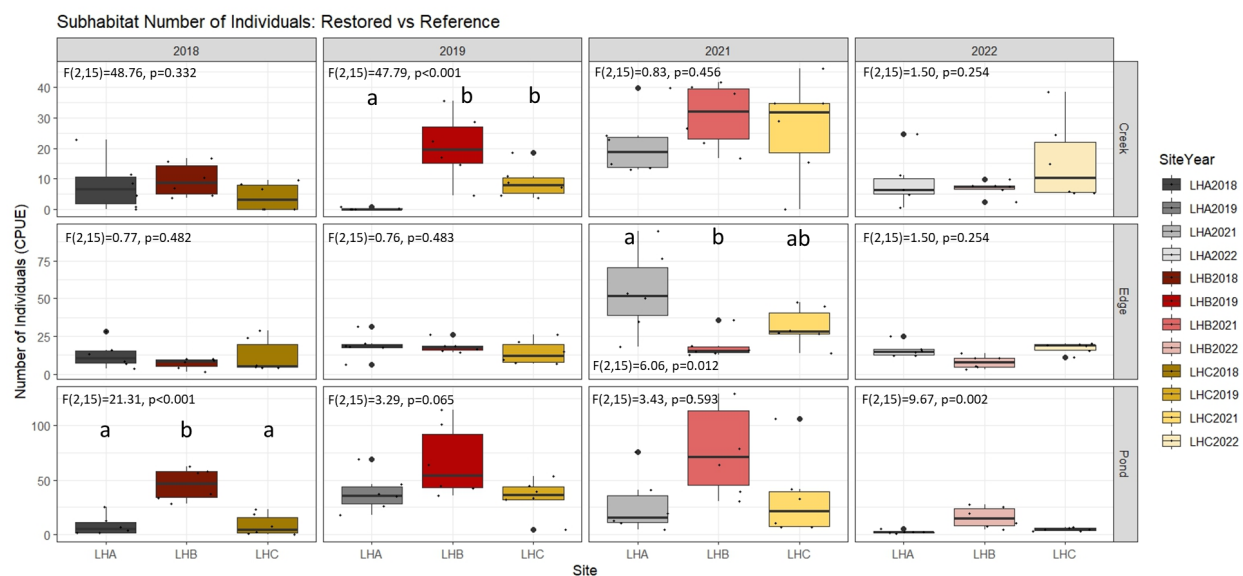 Subhabitat Number of Individuals: Restored vs Reference
2018 2019 2021 2022
F(2,15)=48.76, p=0.332 F(2,15)=47.79, p<0.001 F(2,15)=0.83, p=0.456 F(2,15)=1.50, p=0.254
a b b
40
30
20
10
0
Creek
F(2,15)=0.77, p=0.482 F(2,15)=0.76, p=0.483 a b ab F(2,15)=1.50, p=0.254
75
50
25
0
F(2,15)=6.06, p=0.012
Edge
F(2,15)=21.31, p<0.001 F(2,15)=3.29, p=0.065 F(2,15)=3.43, p=0.593 F(2,15)=9.67, p=0.002
a b a
100
50
0
Pond
Number of Individuals (CPUE)
LHA LHB LHC LHA LHB LHC LHA LHB LHC LHA LHB LHC
Site
SiteYear
LHA2018
LHA2019
LHA2021
LHA2022
LHB2018
LHB2019
LHB2021
LHB2022
LHC2018
LHC2019
LHC2021
LHC2022